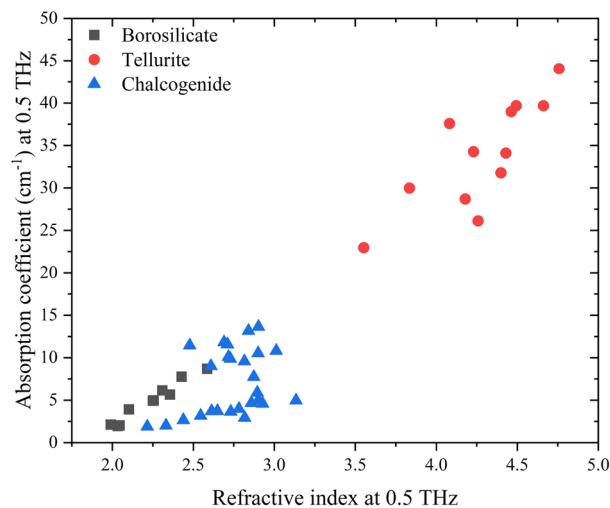 Borosilicate
Tellurite
Chalcogenide
Absorption coefficient (cm⁻¹) at 0.5 THz
50
45
40
35
30
25
20
15
10
5
0
2.0 2.5 3.0 3.5 4.0 4.5 5.0
Refractive index at 0.5 THz